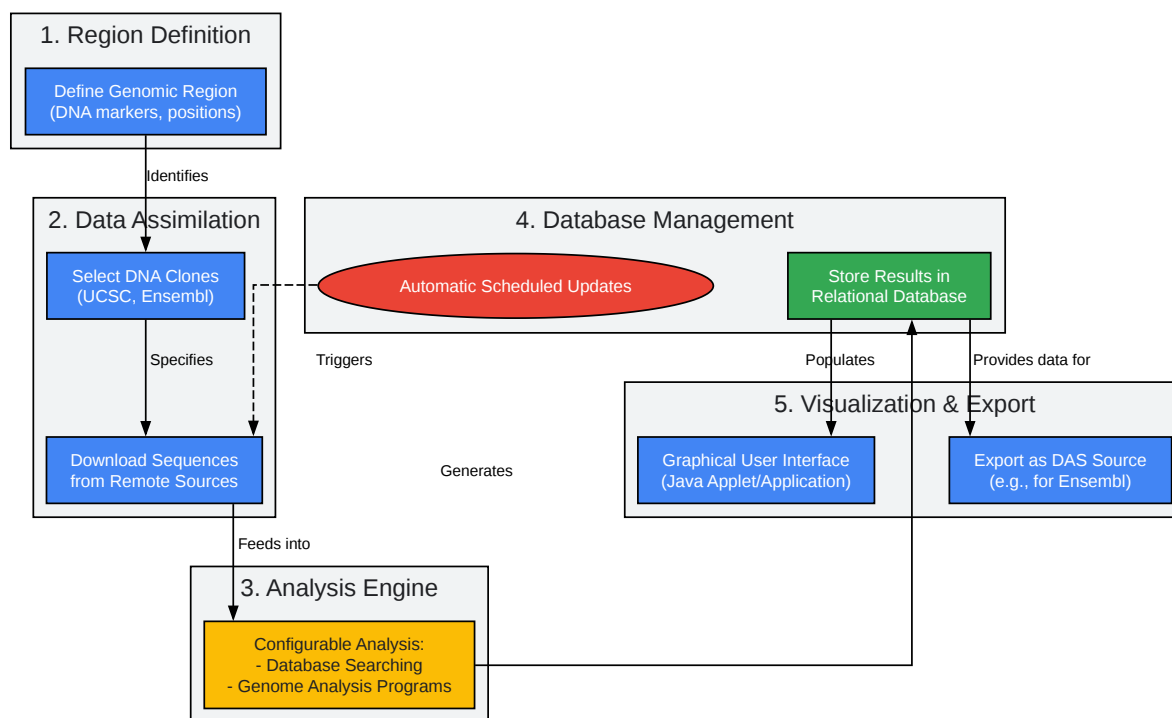 1. Region Definition
Define Genomic Region
(DNA markers, positions)
Identifies
2. Data Assimilation
Select DNA Clones
(UCSC, Ensembl)
Specifies
Download Sequences
from Remote Sources
Feeds into
4. Database Management
Automatic Scheduled Updates
Store Results in
Relational Database
Triggers
Populates
Provides data for
5. Visualization & Export
Graphical User Interface
(Java Applet/Application)
Export as DAS Source
(e.g., for Ensembl)
Generates
3. Analysis Engine
Configurable Analysis:
- Database Searching
- Genome Analysis Programs